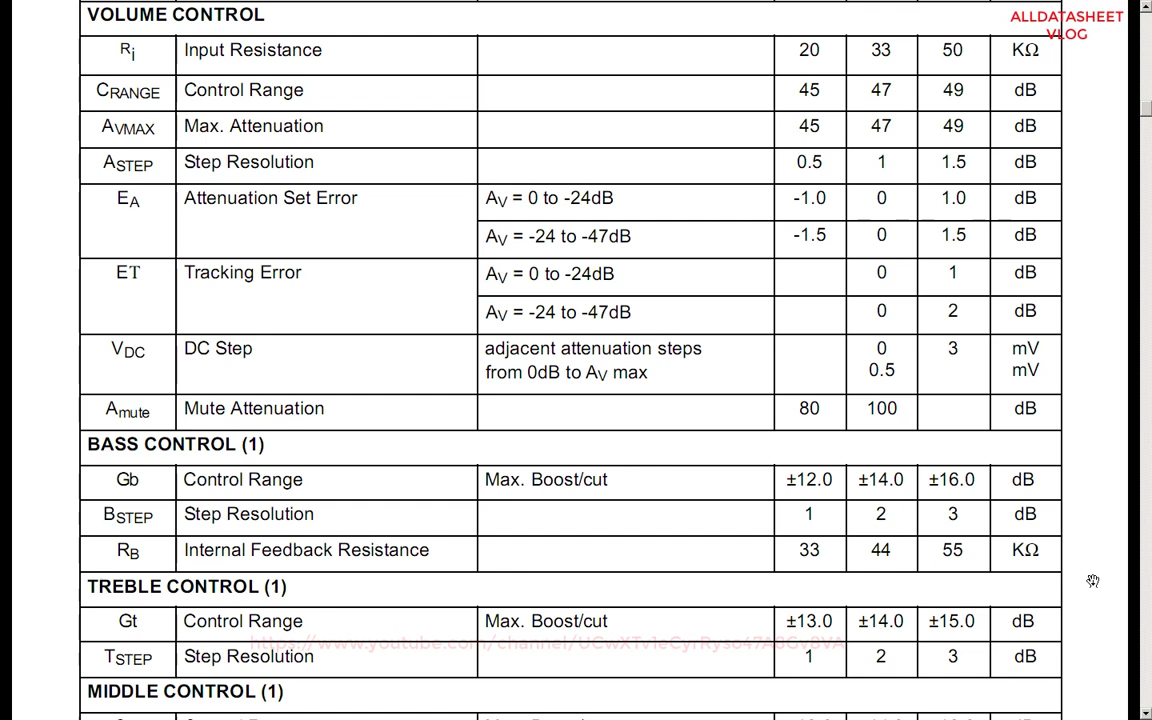 VOLUME CONTROL
ALLDATASHEET
VLOG
Ri Input Resistance 20 33 50 KΩ
CRANGE Control Range 45 47 49 dB
AVMAX Max. Attenuation 45 47 49 dB
ASTEP Step Resolution 0.5 1 1.5 dB
EA Attenuation Set Error AV = 0 to -24dB -1.0 0 1.0 dB
AV = -24 to -47dB -1.5 0 1.5 dB
ET Tracking Error AV = 0 to -24dB 0 1 dB
AV = -24 to -47dB 0 2 dB
VDC DC Step adjacent attenuation steps 0 3 mV
from 0dB to AV max 0.5 mV
Amute Mute Attenuation 80 100 dB
BASS CONTROL (1)
Gb Control Range Max. Boost/cut ±12.0 ±14.0 ±16.0 dB
BSTEP Step Resolution 1 2 3 dB
RB Internal Feedback Resistance 33 44 55 KΩ
TREBLE CONTROL (1)
Gt Control Range Max. Boost/cut ±13.0 ±14.0 ±15.0 dB
TSTEP Step Resolution 1 2 3 dB
MIDDLE CONTROL (1)